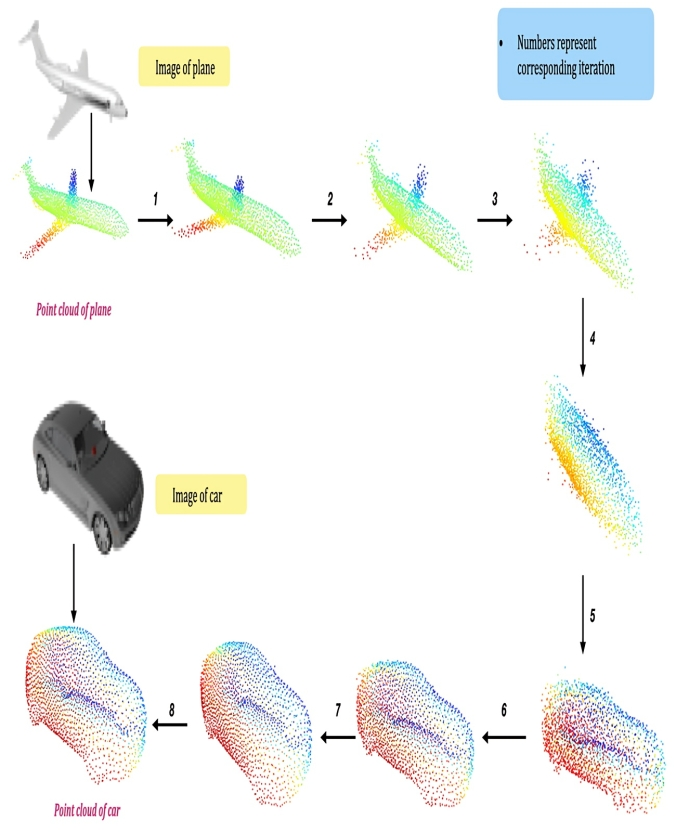 Image of plane
• Numbers represent
corresponding iteration
1
2
3
Point cloud of plane
4
Image of car
5
8
7
6
Point cloud of car